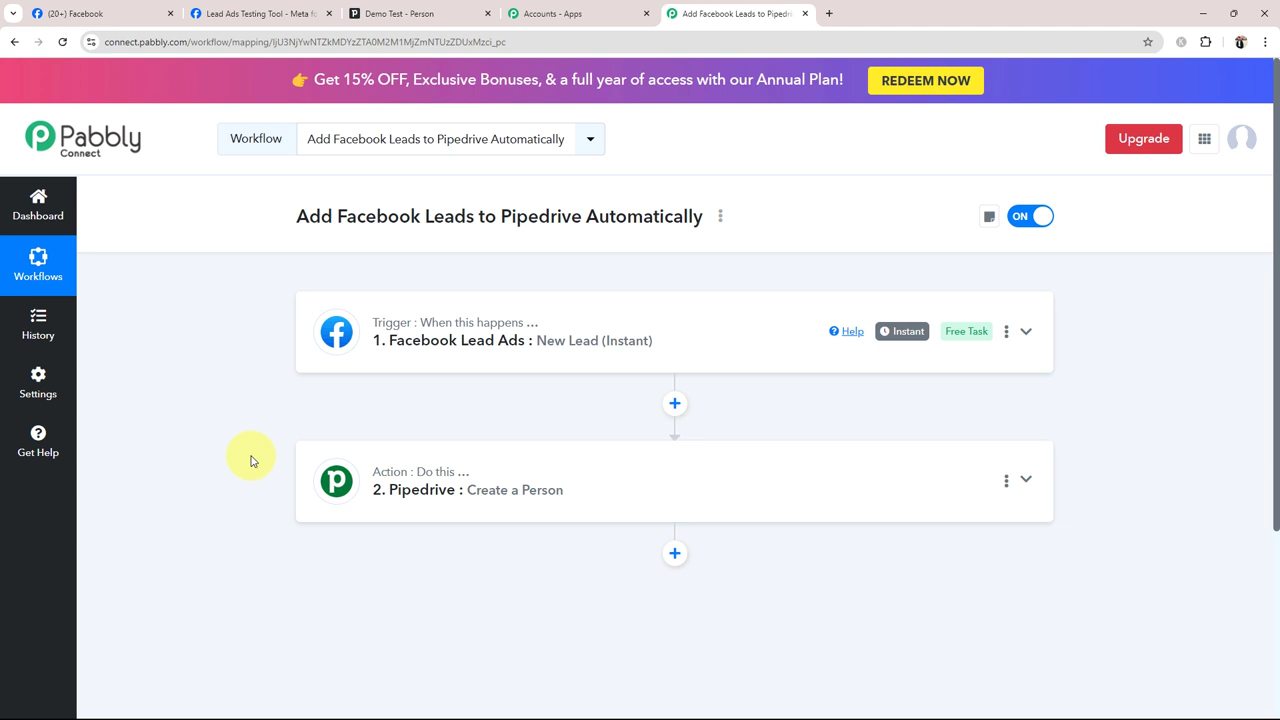 (20+) Facebook
Lead Ads Testing Tool - Meta fo
Demo Test - Person
Accounts - Apps
Add Facebook Leads to Pipedri
connect.pabbly.com/workflow/mapping/IjU3NjYwNTZkMDYzZTA0M2M1MjZmNTUzZDUxMzci_pc
👉 Get 15% OFF, Exclusive Bonuses, & a full year of access with our Annual Plan!
REDEEM NOW
Pabbly
Connect
Workflow
Add Facebook Leads to Pipedrive Automatically
Upgrade
Dashboard
Workflows
History
Settings
Get Help
Add Facebook Leads to Pipedrive Automatically
ON
Trigger : When this happens ...
1. Facebook Lead Ads : New Lead (Instant)
Help
Instant
Free Task
Action : Do this ...
2. Pipedrive : Create a Person